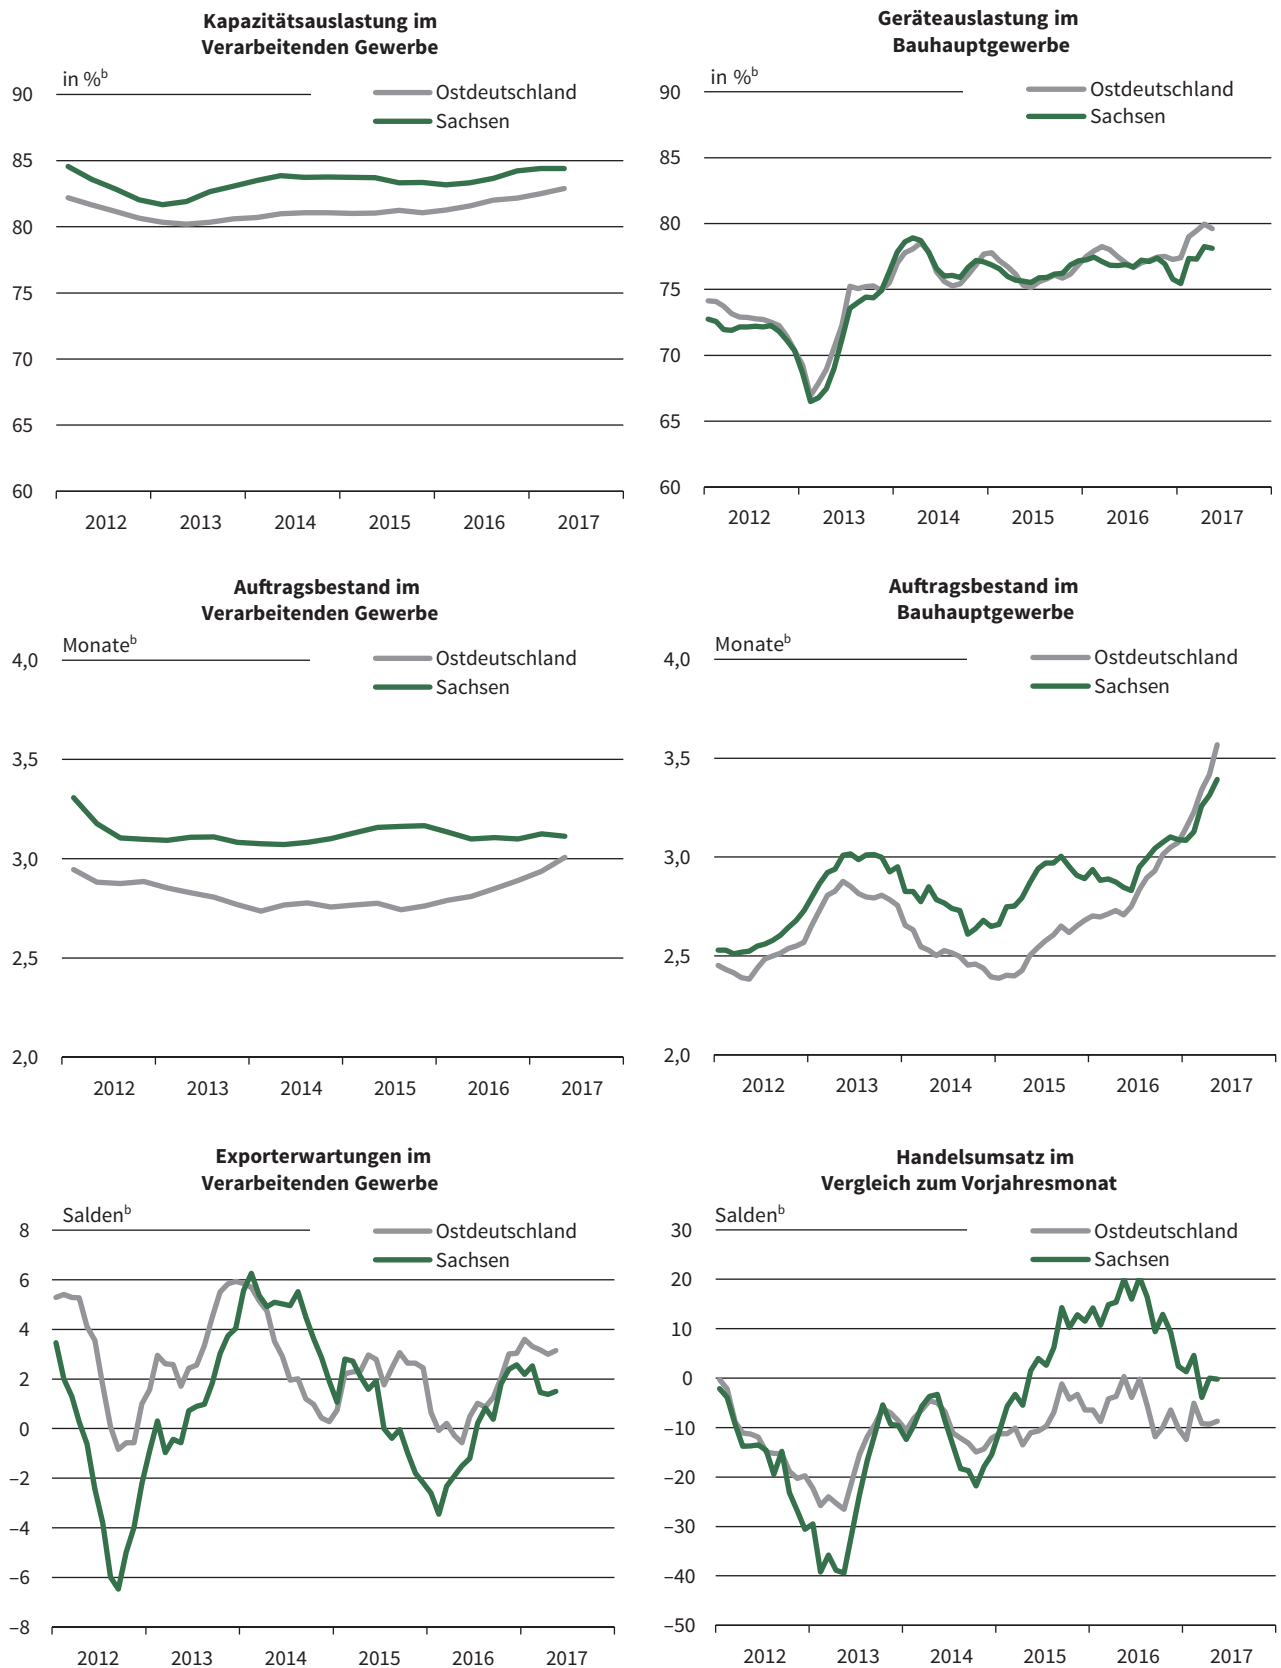 Kapazitätsauslastung im
Verarbeitenden Gewerbe
in %ᵇ
Ostdeutschland
Sachsen
90
85
80
75
70
65
60
2012 2013 2014 2015 2016 2017
Geräteauslastung im
Bauhauptgewerbe
in %ᵇ
Ostdeutschland
Sachsen
90
85
80
75
70
65
60
2012 2013 2014 2015 2016 2017
Auftragsbestand im
Verarbeitenden Gewerbe
Monateᵇ
Ostdeutschland
Sachsen
4,0
3,5
3,0
2,5
2,0
2012 2013 2014 2015 2016 2017
Auftragsbestand im
Bauhauptgewerbe
Monateᵇ
Ostdeutschland
Sachsen
4,0
3,5
3,0
2,5
2,0
2012 2013 2014 2015 2016 2017
Exporterwartungen im
Verarbeitenden Gewerbe
Saldenᵇ
Ostdeutschland
Sachsen
8
6
4
2
0
–2
–4
–6
–8
2012 2013 2014 2015 2016 2017
Handelsumsatz im
Vergleich zum Vorjahresmonat
Saldenᵇ
Ostdeutschland
Sachsen
30
20
10
0
–10
–20
–30
–40
–50
2012 2013 2014 2015 2016 2017